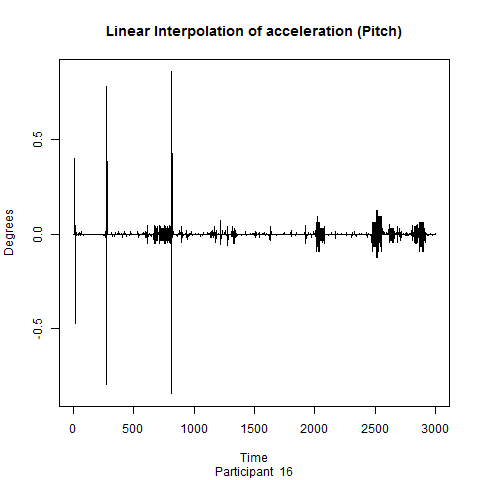 Linear Interpolation of acceleration (Pitch)
Degrees
0.5
0.0
-0.5
0 500 1000 1500 2000 2500 3000
Time
Participant 16